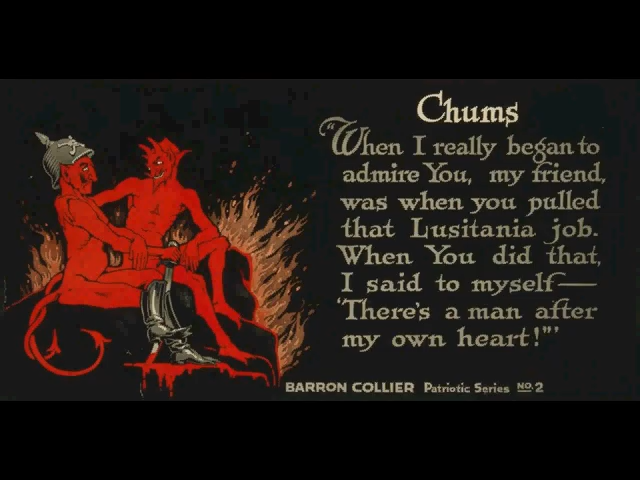 Chums
"When I really began to
admire You, my friend,
was when you pulled
that Lusitania job.
When You did that,
I said to myself—
'There's a man after
my own heart!'"
BARRON COLLIER Patriotic Series NO. 2